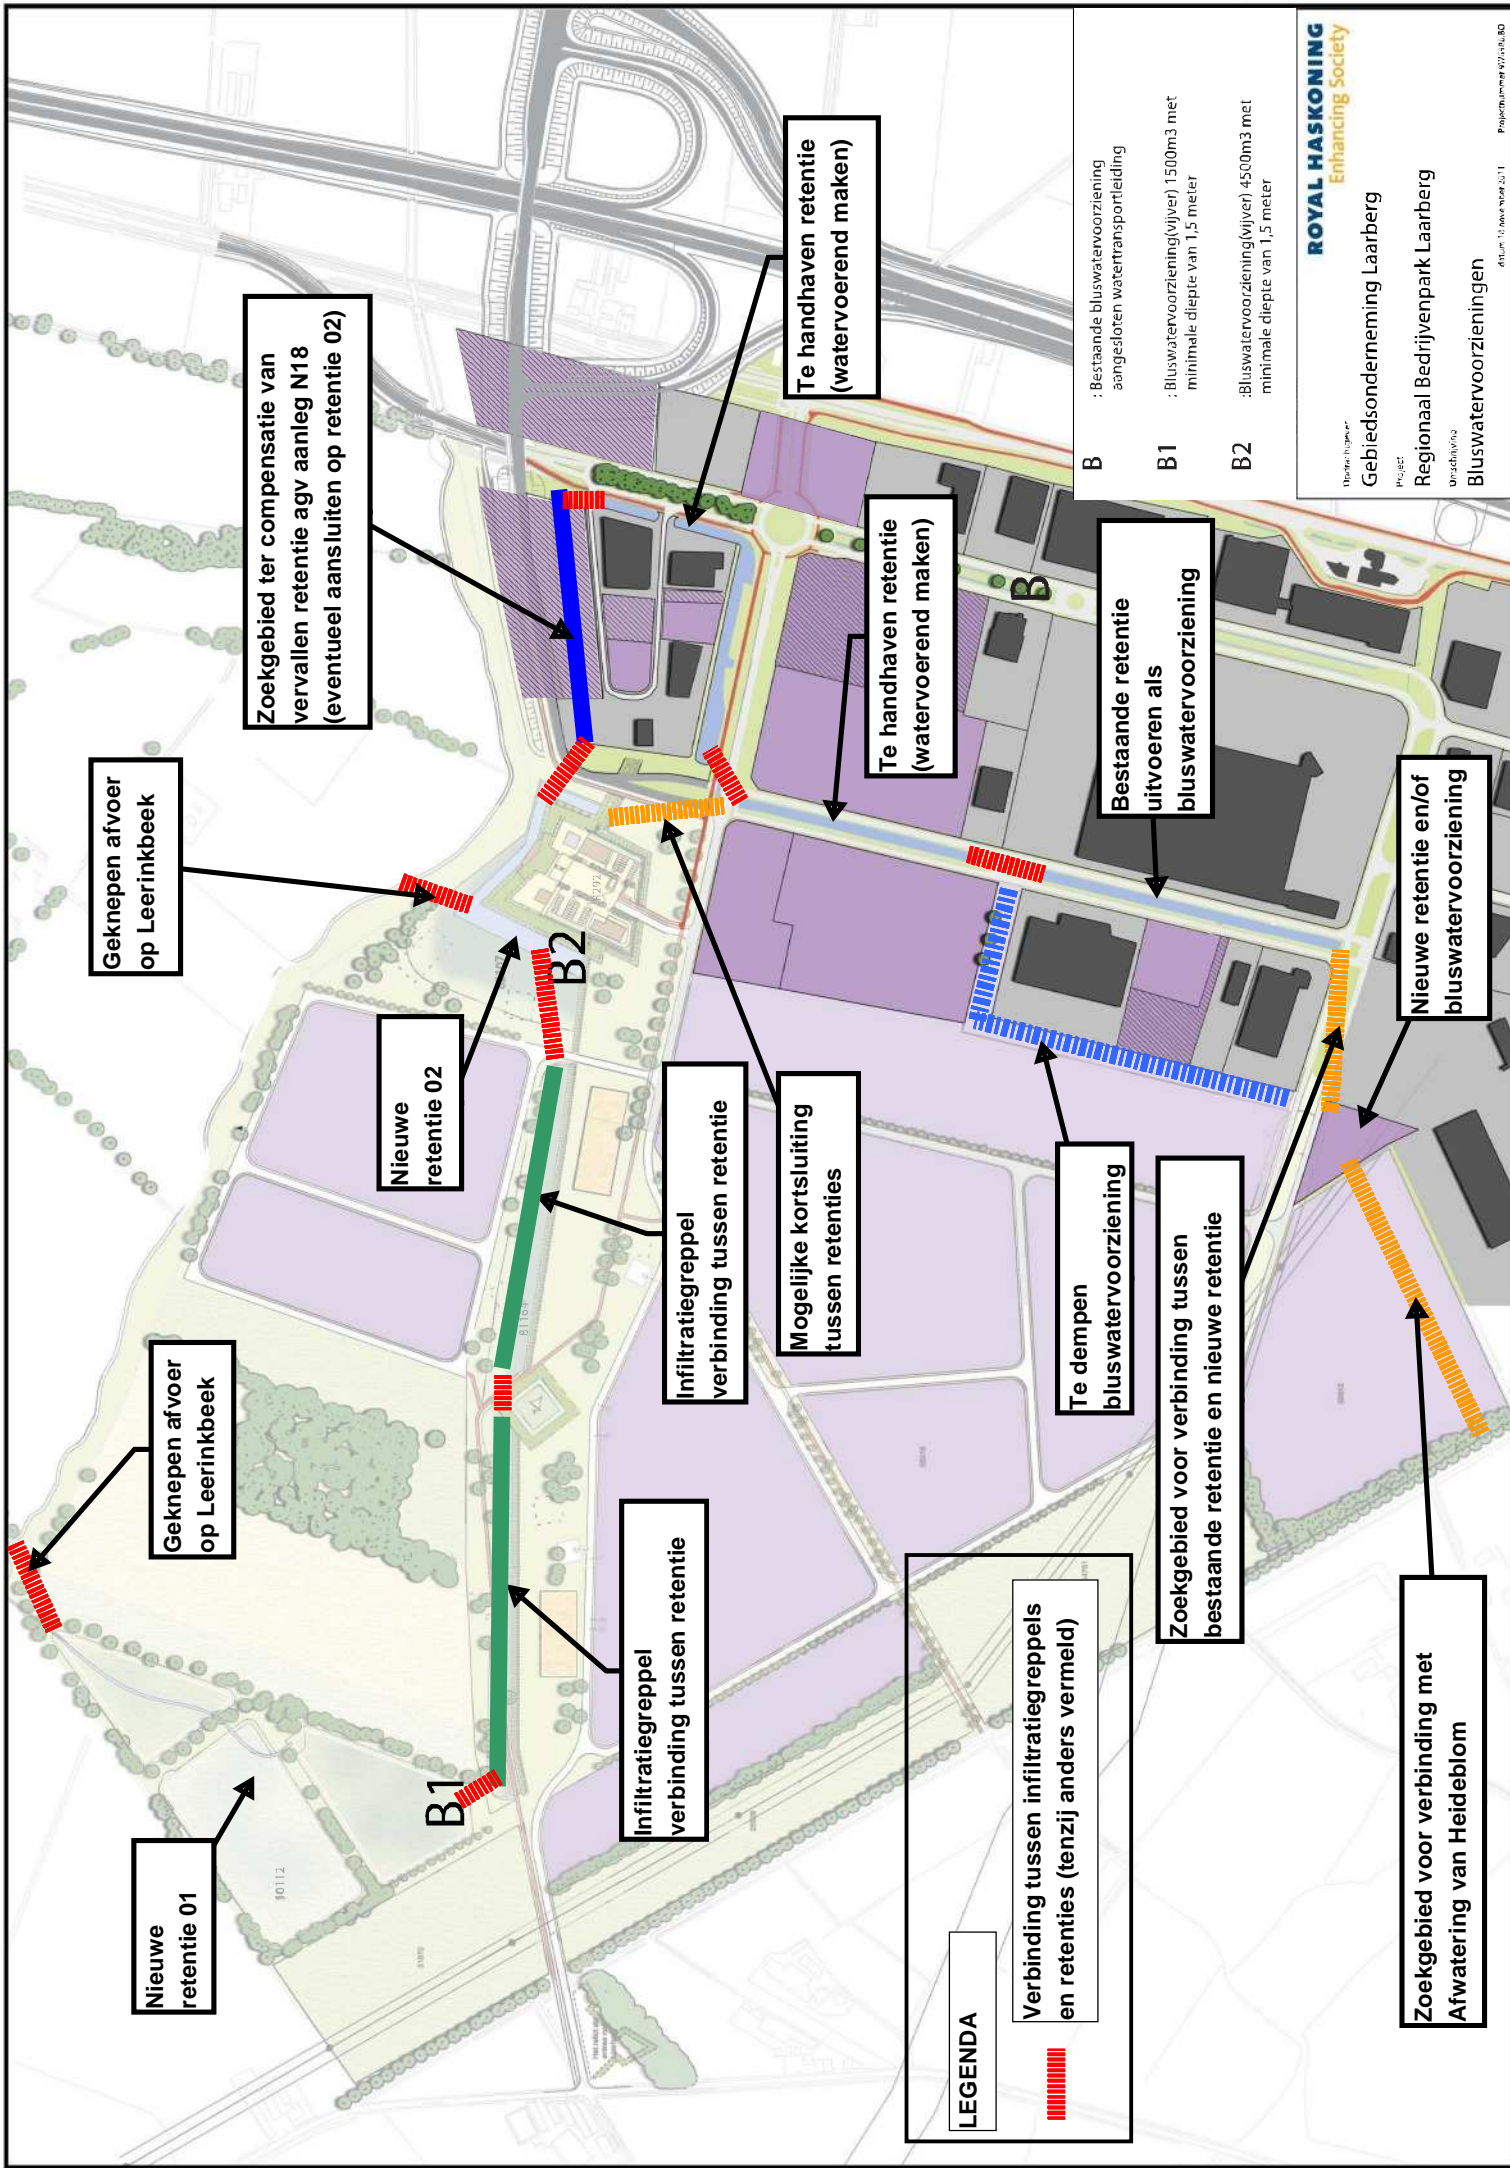 Nieuwe
retentie 01
Geknepen afvoer
op Leerinkbeek
Geknepen afvoer
op Leerinkbeek
Zoekgebied ter compensatie van
vervallen retentie agv aanleg N18
(eventueel aansluiten op retentie 02)
Nieuwe
retentie 02
Te handhaven retentie
(watervoerend maken)
B1
B2
81164
90112
Infiltratiegreppel
verbinding tussen retentie
Infiltratiegreppel
verbinding tussen retentie
Mogelijke kortsluiting
tussen retenties
Te handhaven retentie
(watervoerend maken)
B
Te dempen
bluswatervoorziening
Bestaande retentie
uitvoeren als
bluswatervoorziening
Zoekgebied voor verbinding tussen
bestaande retentie en nieuwe retentie
Nieuwe retentie en/of
bluswatervoorziening
Zoekgebied voor verbinding met
Afwatering van Heideblom
LEGENDA
Verbinding tussen infiltratiegreppels
en retenties (tenzij anders vermeld)
B : Bestaande bluswatervoorziening
aangesloten watertransportleiding
B1 : Bluswatervoorziening(vijver) 1500m3 met
minimale diepte van 1,5 meter
B2 :Bluswatervoorziening(vijver) 4500m3 met
minimale diepte van 1,5 meter
ROYAL HASKONING
Enhancing Society
Opdrachtgever
Gebiedsonderneming Laarberg
Project
Regionaal Bedrijvenpark Laarberg
Omschrijving
Bluswatervoorzieningen